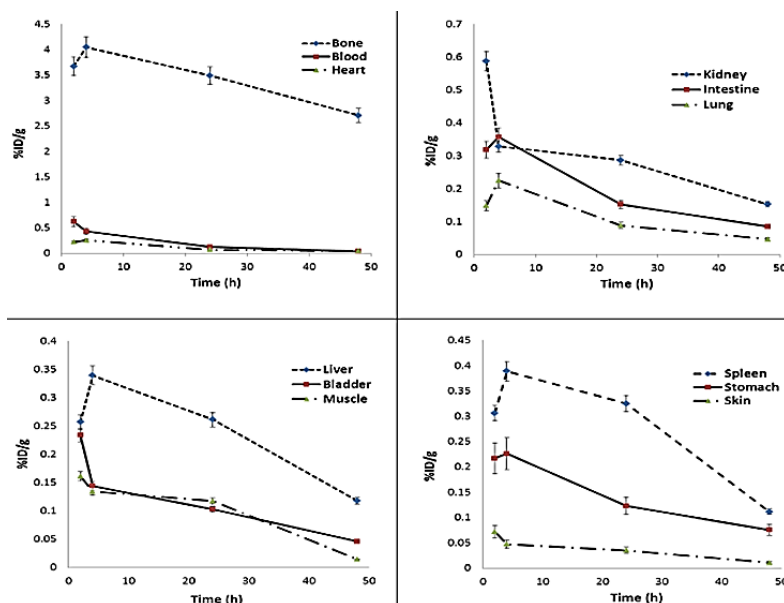 4.5
4
3.5
3
2.5
2
1.5
1
0.5
0
%ID/g
Bone
Blood
Heart
0 10 20 30 40 50
Time (h)
0.7
0.6
0.5
0.4
0.3
0.2
0.1
0
%ID/g
Kidney
Intestine
Lung
0 10 20 30 40 50
Time (h)
0.4
0.35
0.3
0.25
0.2
0.15
0.1
0.05
0
%ID/g
Liver
Bladder
Muscle
0 10 20 30 40 50
Time (h)
0.45
0.4
0.35
0.3
0.25
0.2
0.15
0.1
0.05
0
%ID/g
Spleen
Stomach
Skin
0 10 20 30 40 50
Time (h)